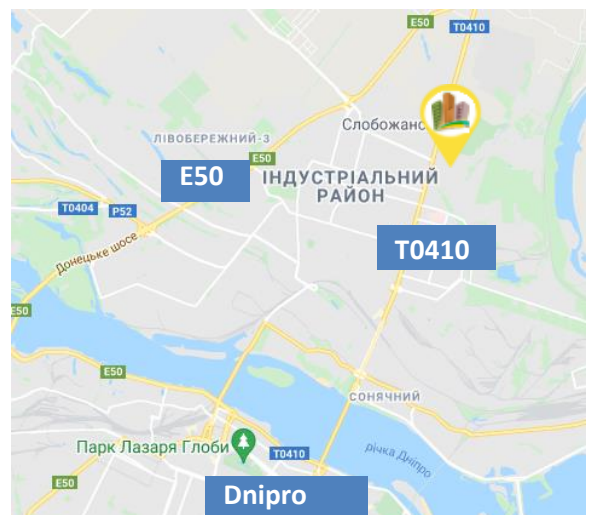 E50
T0410
Слобожанс
ЛІВОБЕРЕЖНИЙ-3
E50
E50
ІНДУСТРІАЛЬНИЙ
РАЙОН
T0404
P52
T0410
Донецьке шосе
E50
E50
СОНЯЧНИЙ
Парк Лазаря Глоби
T0410
річка Дніпро
E50
Dnipro